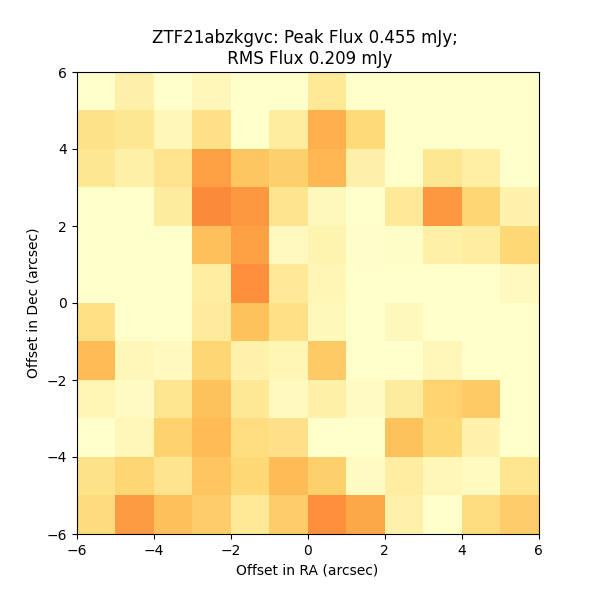 ZTF21abzkgvc: Peak Flux 0.455 mJy;
RMS Flux 0.209 mJy
6
4
2
0
−2
−4
−6
Offset in Dec (arcsec)
−6 −4 −2 0 2 4 6
Offset in RA (arcsec)